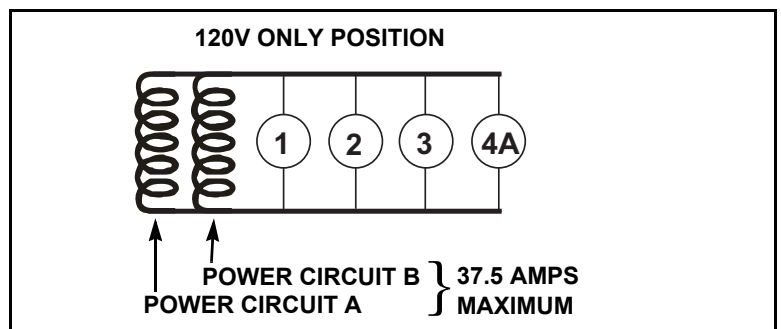 120V ONLY POSITION
1 2 3 4A
POWER CIRCUIT B } 37.5 AMPS
POWER CIRCUIT A MAXIMUM